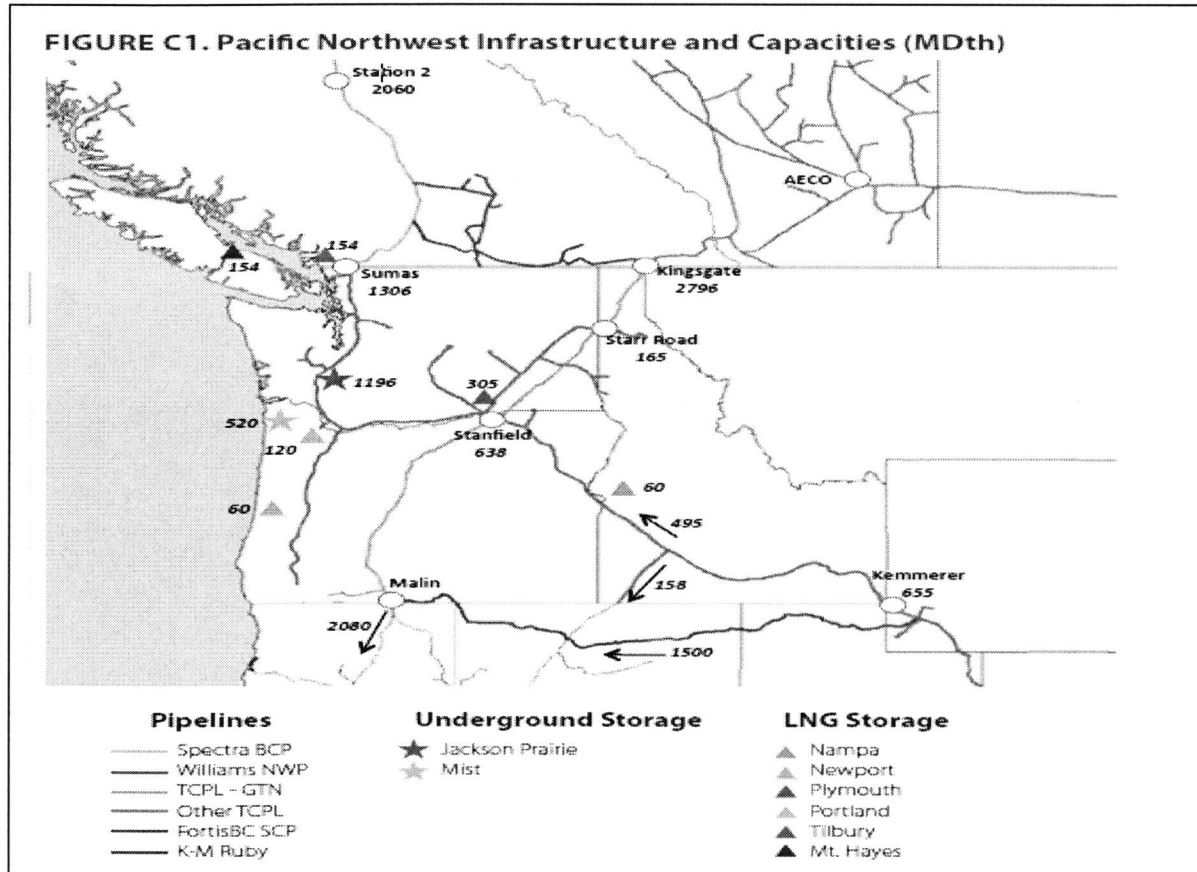 FIGURE C1. Pacific Northwest Infrastructure and Capacities (MDth)
Station 2
2060
AECO
154
154
Sumas
1306
Kingsgate
2796
Starr Road
165
1196
305
520
120
Stanfield
638
60
60
495
158
Malin
Kemmerer
655
2080
1500
Pipelines
Spectra BCP
Williams NWP
TCPL - GTN
Other TCPL
FortisBC SCP
K-M Ruby
Underground Storage
Jackson Prairie
Mist
LNG Storage
Nampa
Newport
Plymouth
Portland
Tilbury
Mt. Hayes